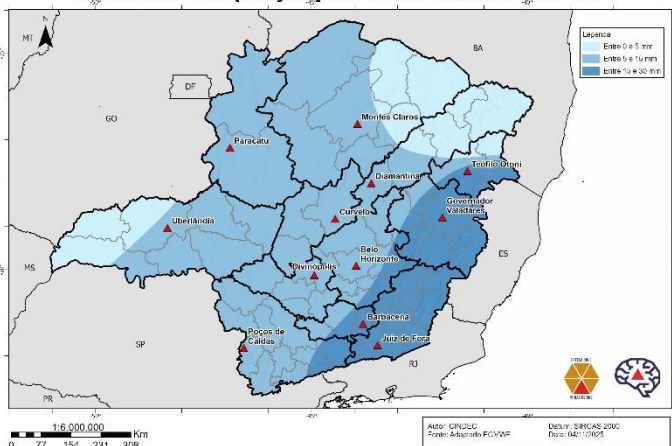 MT
BA
Legenda
Entre 0 e 5 mm
Entre 5 e 15 mm
Entre 15 e 30 mm
DF
GO
Montes Claros
Paracatu
Teófilo Otoni
Diamantina
Governador
Valadares
Curvelo
Uberlândia
Belo
Horizonte
Divinópolis
ES
MS
Barbacena
Juiz de Fora
Poços de
Caldas
SP
RJ
PR
1:6.000.000
0 77 154 231 308 Km
Autor: CINDEC
Datum: SIRGAS 2000
Fonte: Adaptado ECMWF
Data: 04/11/2025